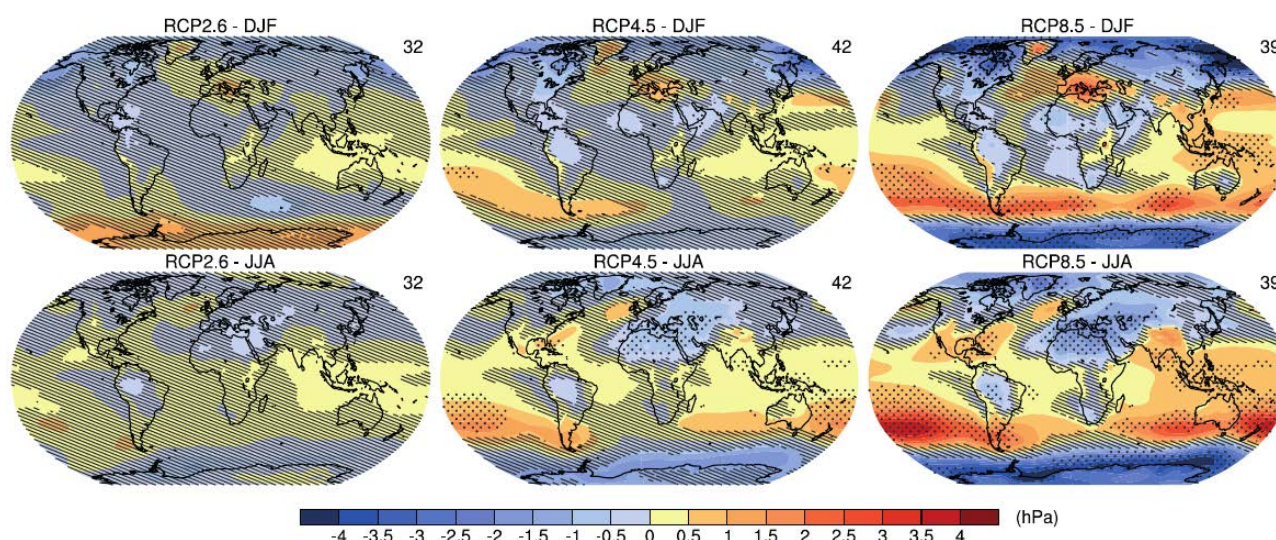 RCP2.6 - DJF RCP4.5 - DJF RCP8.5 - DJF
32 42 39
RCP2.6 - JJA RCP4.5 - JJA RCP8.5 - JJA
32 42 39
(hPa)
-4 -3.5 -3 -2.5 -2 -1.5 -1 -0.5 0 0.5 1 1.5 2 2.5 3 3.5 4